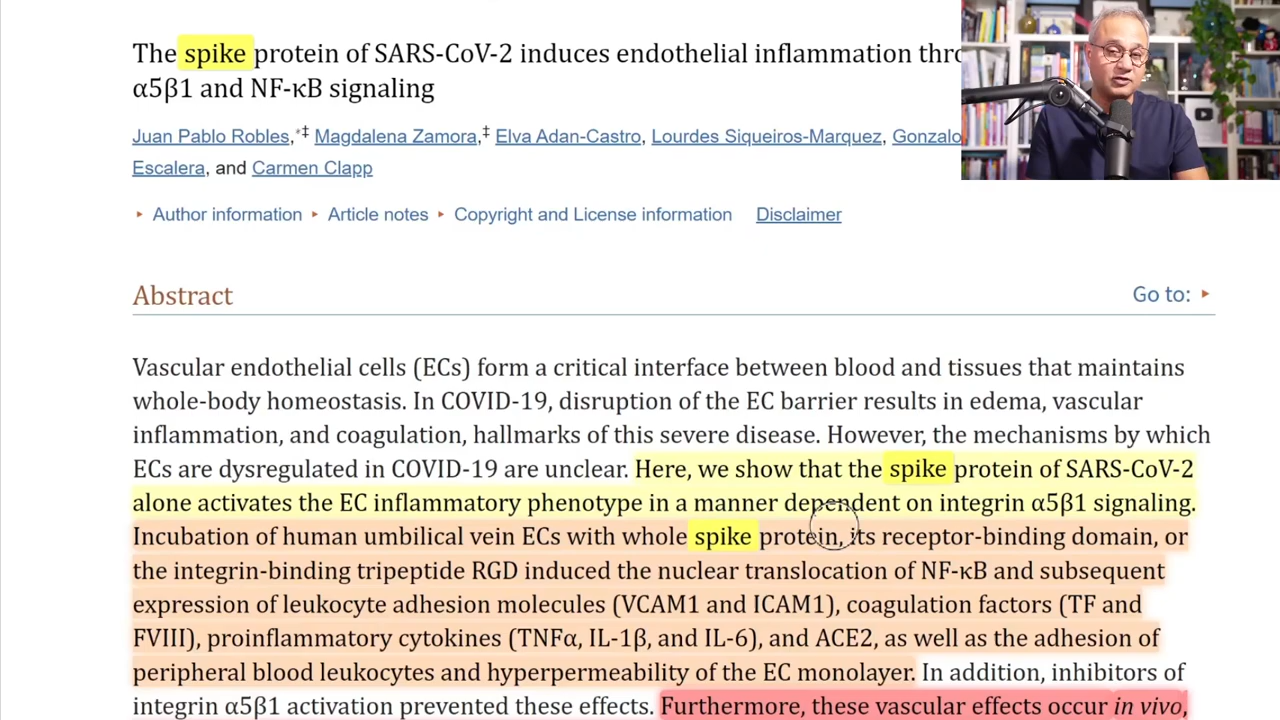 The spike protein of SARS-CoV-2 induces endothelial inflammation
α5β1 and NF-κB signaling
Juan Pablo Robles,*‡ Magdalena Zamora,‡ Elva Adan-Castro, Lourdes Siqueiros-Marquez, Gonzalo
Escalera, and Carmen Clapp
▸ Author information ▸ Article notes ▸ Copyright and License information Disclaimer
Abstract
Go to: ▸
Vascular endothelial cells (ECs) form a critical interface between blood and tissues that maintains
whole-body homeostasis. In COVID-19, disruption of the EC barrier results in edema, vascular
inflammation, and coagulation, hallmarks of this severe disease. However, the mechanisms by which
ECs are dysregulated in COVID-19 are unclear. Here, we show that the spike protein of SARS-CoV-2
alone activates the EC inflammatory phenotype in a manner dependent on integrin α5β1 signaling.
Incubation of human umbilical vein ECs with whole spike protein, its receptor-binding domain, or
the integrin-binding tripeptide RGD induced the nuclear translocation of NF-κB and subsequent
expression of leukocyte adhesion molecules (VCAM1 and ICAM1), coagulation factors (TF and
FVIII), proinflammatory cytokines (TNFα, IL-1β, and IL-6), and ACE2, as well as the adhesion of
peripheral blood leukocytes and hyperpermeability of the EC monolayer. In addition, inhibitors of
integrin α5β1 activation prevented these effects. Furthermore, these vascular effects occur in vivo,